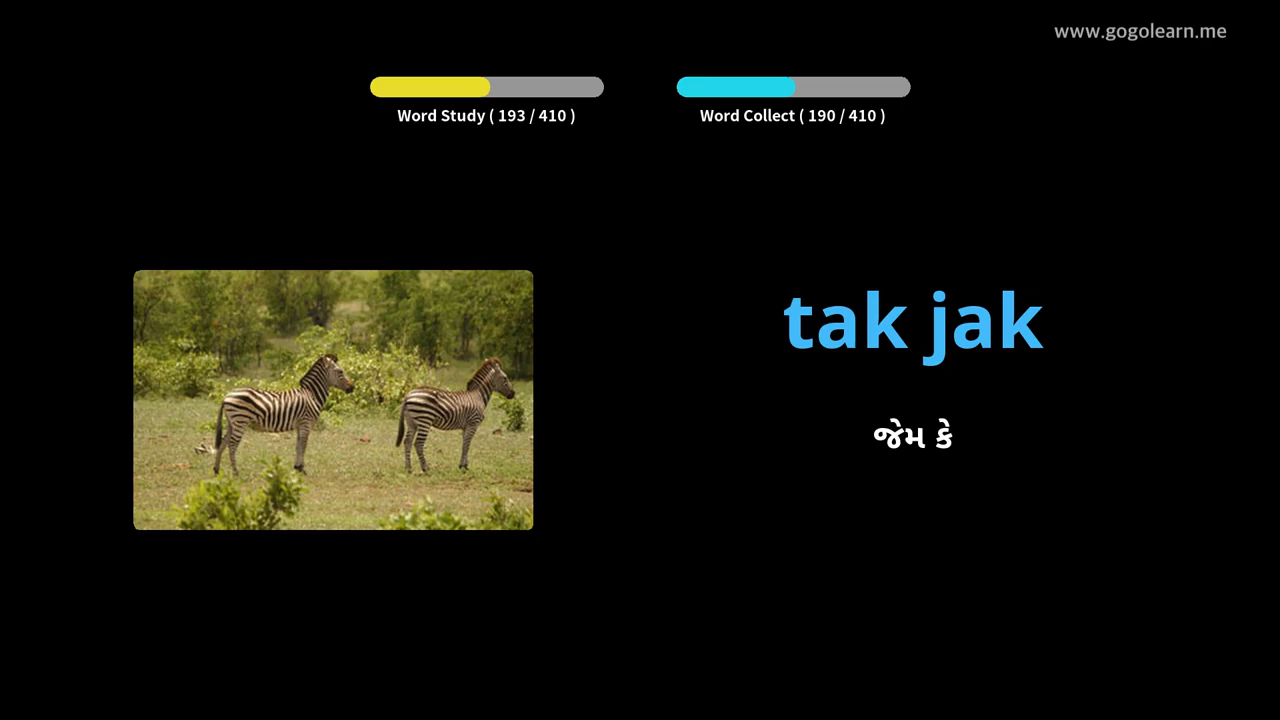 www.gogolearn.me
Word Study ( 193 / 410 )
Word Collect ( 190 / 410 )
tak jak
જેમ કે